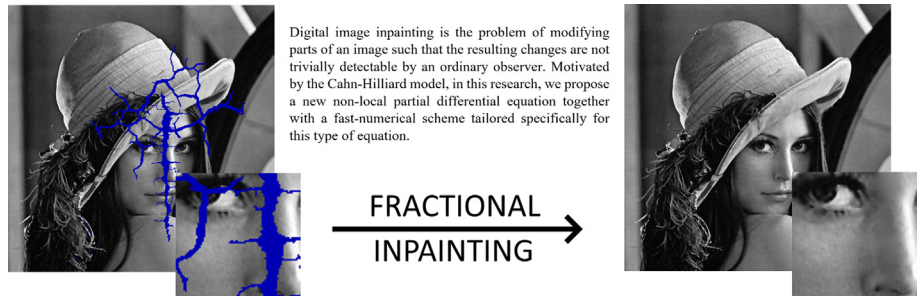 Digital image inpainting is the problem of modifying
parts of an image such that the resulting changes are not
trivially detectable by an ordinary observer. Motivated
by the Cahn-Hilliard model, in this research, we propose
a new non-local partial differential equation together
with a fast-numerical scheme tailored specifically for
this type of equation.
FRACTIONAL
INPAINTING